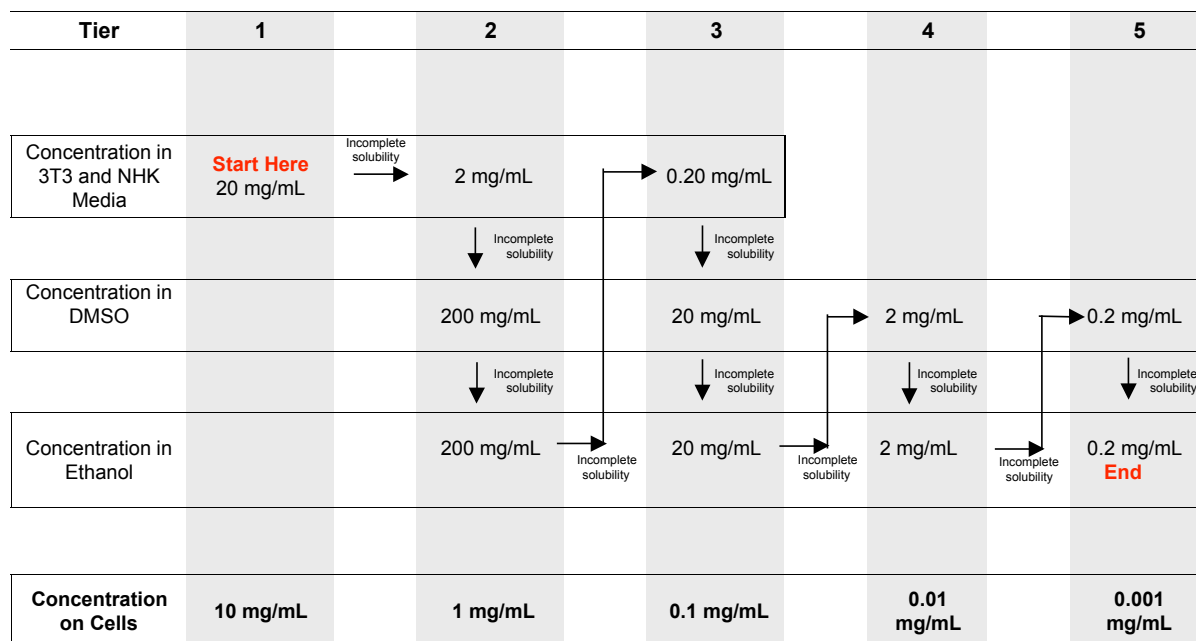 Tier 1 2 3 4 5
Incomplete
solubility
Concentration in
3T3 and NHK
Media
Start Here
20 mg/mL
2 mg/mL
0.20 mg/mL
Incomplete
solubility
Incomplete
solubility
Concentration in
DMSO
200 mg/mL
20 mg/mL
2 mg/mL
0.2 mg/mL
Incomplete
solubility
Incomplete
solubility
Incomplete
solubility
Incomplete
solubility
Concentration in
Ethanol
200 mg/mL
Incomplete
solubility
20 mg/mL
Incomplete
solubility
2 mg/mL
Incomplete
solubility
0.2 mg/mL
End
Concentration
on Cells
10 mg/mL
1 mg/mL
0.1 mg/mL
0.01
mg/mL
0.001
mg/mL